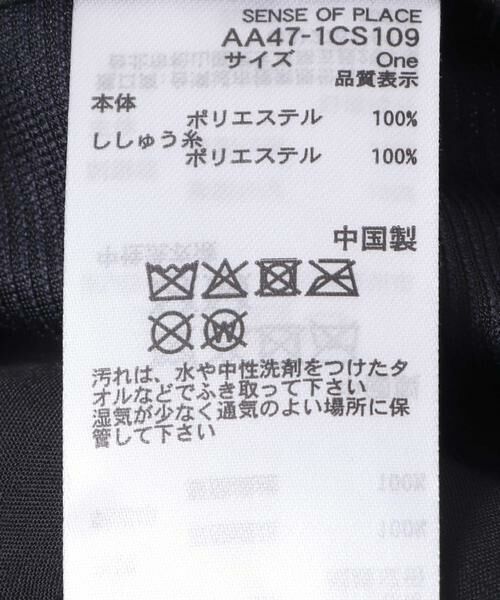 SENSE OF PLACE
AA47-1CS109
サイズ One
品質表示
本体
ポリエステル 100%
ししゅう糸
ポリエステル 100%
中国製
W
汚れは、水や中性洗剤をつけたタ
オルなどでふき取って下さい
湿気が少なく通気のよい場所に保
管して下さい